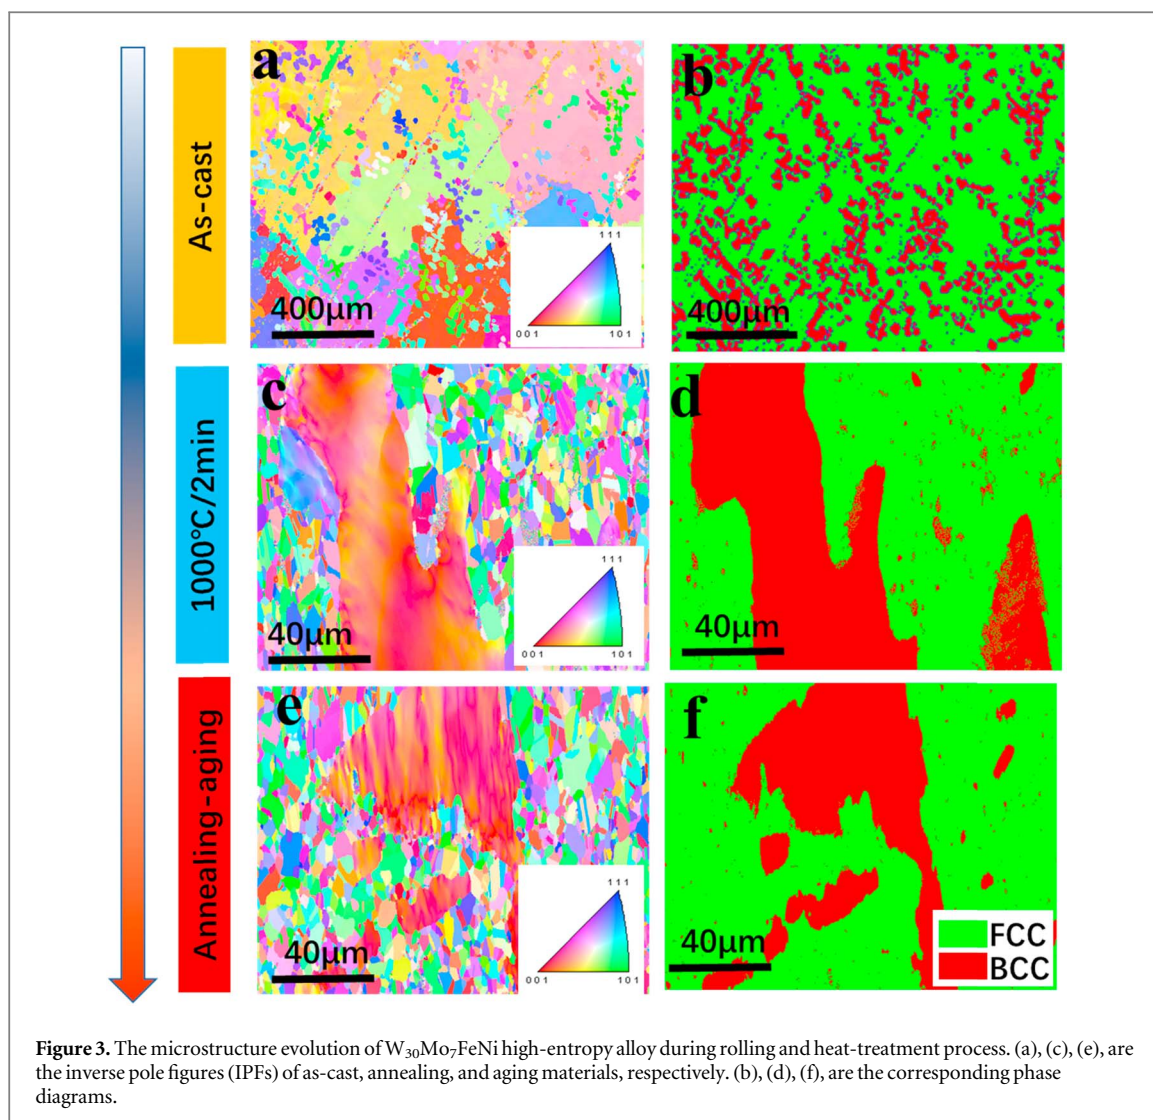 As-cast
a
111
001
101
400μm
b
400μm
1000℃/2min
c
111
001
101
40μm
d
40μm
Annealing-aging
e
111
001
101
40μm
f
40μm
FCC
BCC
Figure 3. The microstructure evolution of W₃₀Mo₇FeNi high-entropy alloy during rolling and heat-treatment process. (a), (c), (e), are
the inverse pole figures (IPFs) of as-cast, annealing, and aging materials, respectively. (b), (d), (f), are the corresponding phase
diagrams.